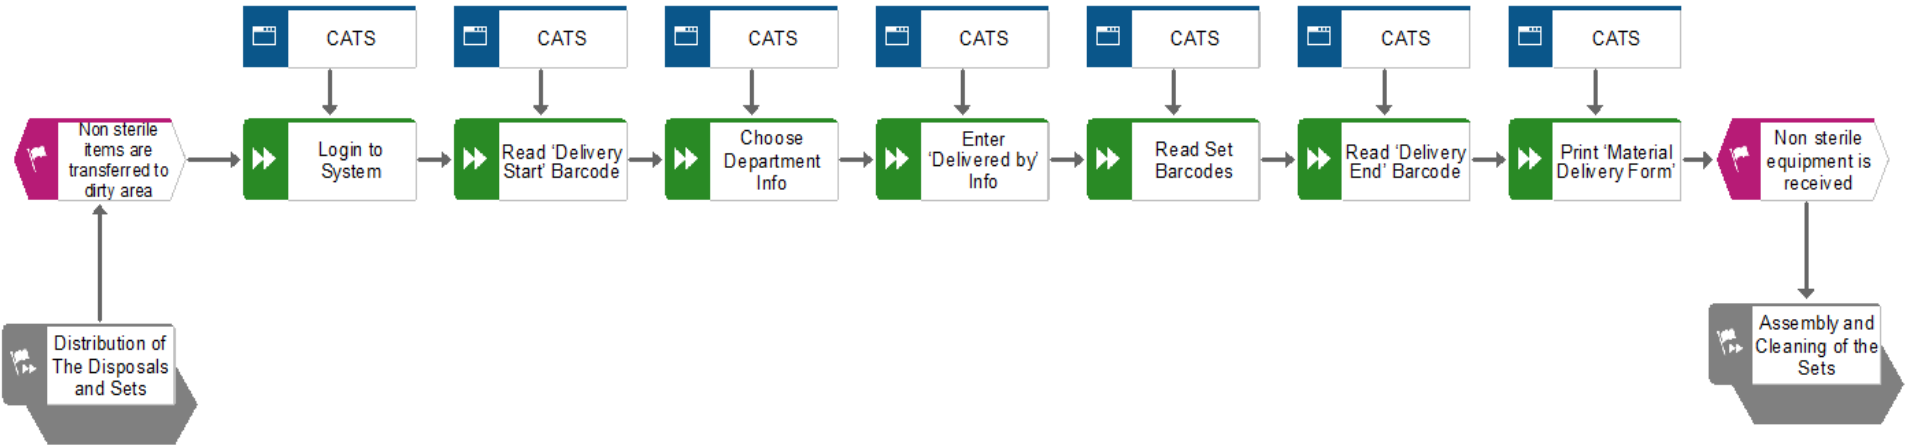 CATS
CATS
CATS
CATS
CATS
CATS
CATS
Non sterile
items are
transferred to
dirty area
Login to
System
Read ‘Delivery
Start’ Barcode
Choose
Department
Info
Enter
‘Delivered by’
Info
Read Set
Barcodes
Read ‘Delivery
End’ Barcode
Print ‘Material
Delivery Form’
Non sterile
equipment is
received
Distribution of
The Disposals
and Sets
Assembly and
Cleaning of the
Sets